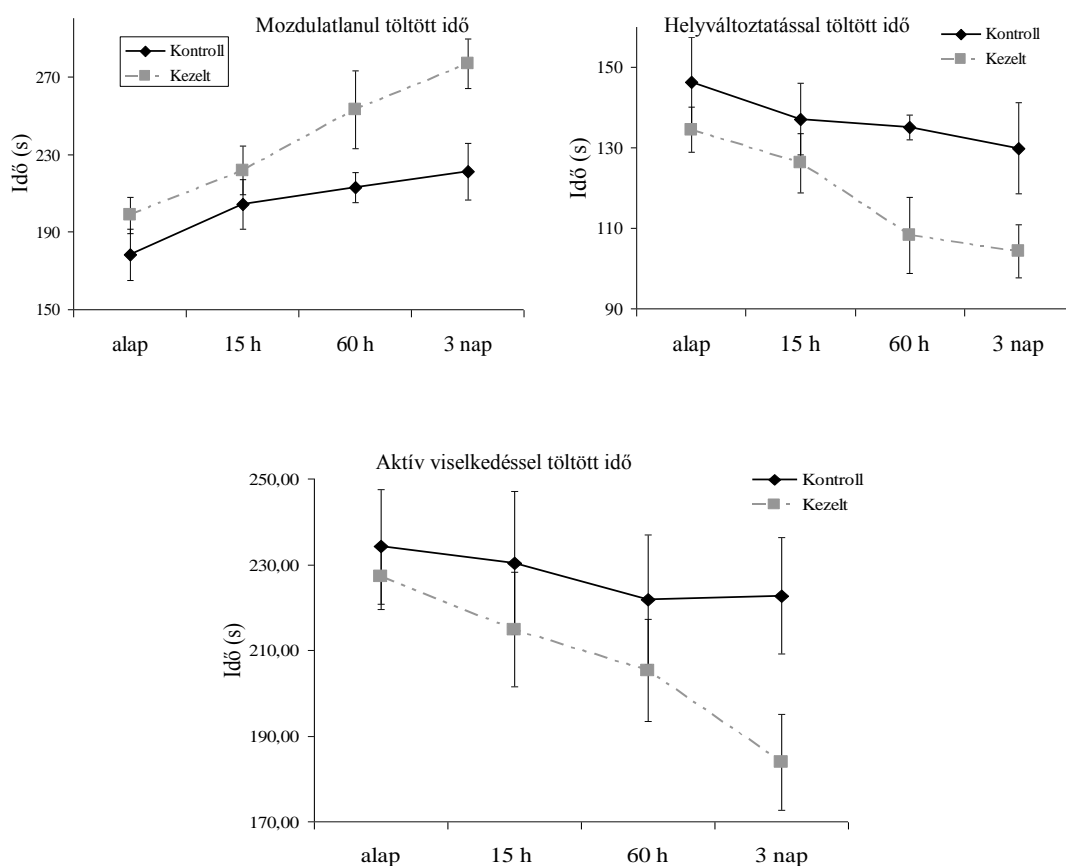 Mozdulatlanul töltött idő
Kontroll
Kezelt
Idő (s)
270
230
190
150
alap 15 h 60 h 3 nap
Helyváltoztatással töltött idő
Kontroll
Kezelt
Idő (s)
150
130
110
90
alap 15 h 60 h 3 nap
Aktív viselkedéssel töltött idő
Kontroll
Kezelt
Idő (s)
250,00
230,00
210,00
190,00
170,00
alap 15 h 60 h 3 nap